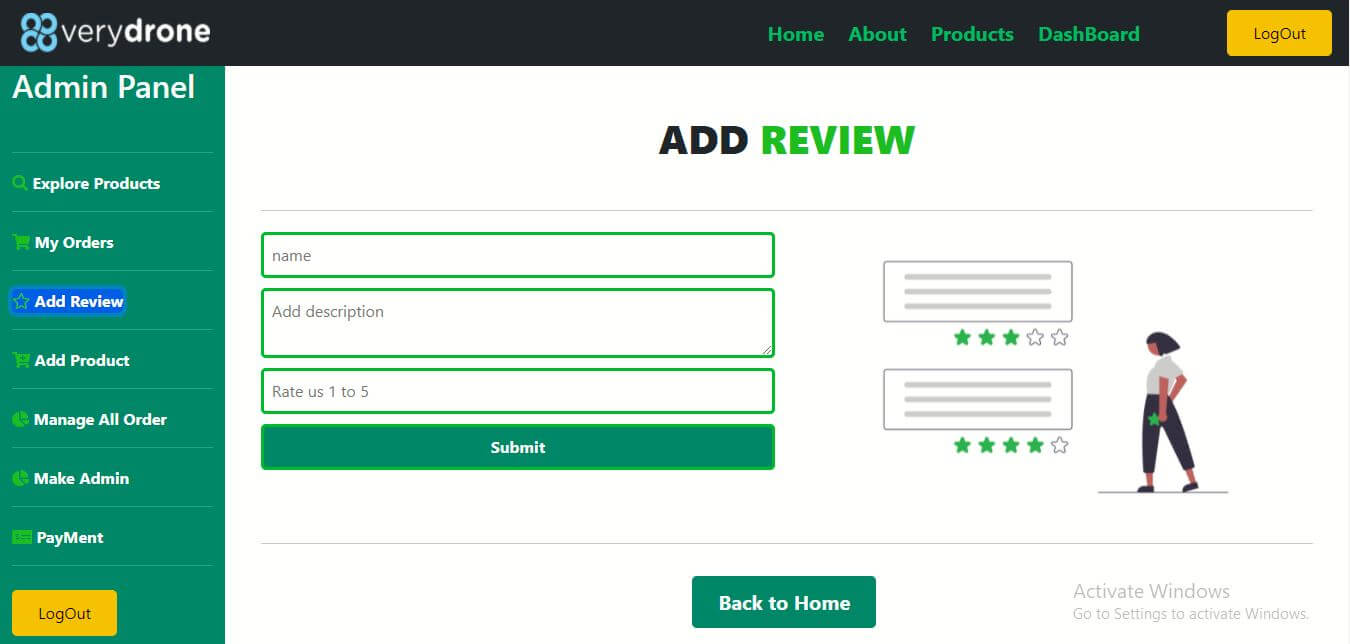 verydrone
Home About Products DashBoard LogOut
Admin Panel
Explore Products
My Orders
Add Review
Add Product
Manage All Order
Make Admin
PayMent
LogOut
ADD REVIEW
name
Add description
Rate us 1 to 5
Submit
Back to Home
Activate Windows
Go to Settings to activate Windows.